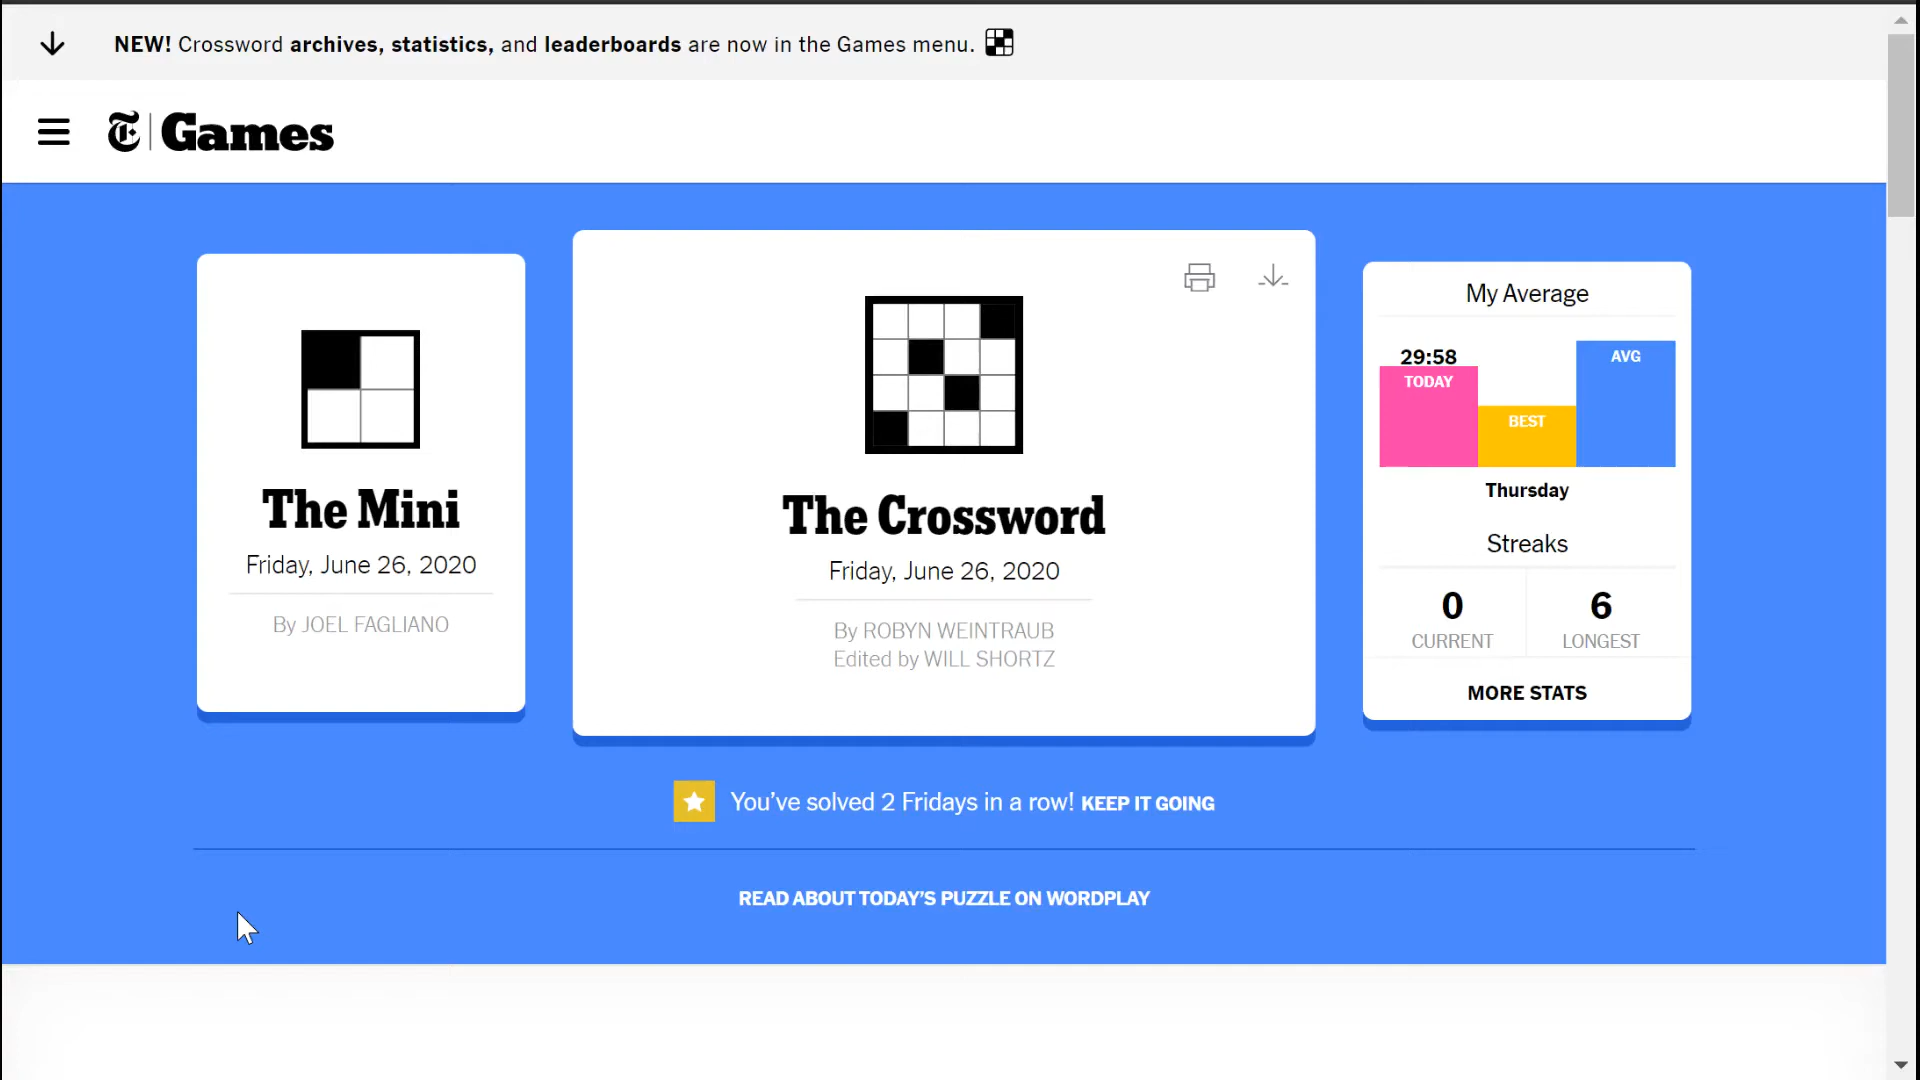 NEW! Crossword archives, statistics, and leaderboards are now in the Games menu.
T Games
The Mini
Friday, June 26, 2020
By JOEL FAGLIANO
The Crossword
Friday, June 26, 2020
By ROBYN WEINTRAUB
Edited by WILL SHORTZ
My Average
29:58
TODAY
BEST
AVG
Thursday
Streaks
0 6
CURRENT LONGEST
MORE STATS
You've solved 2 Fridays in a row! KEEP IT GOING
READ ABOUT TODAY'S PUZZLE ON WORDPLAY